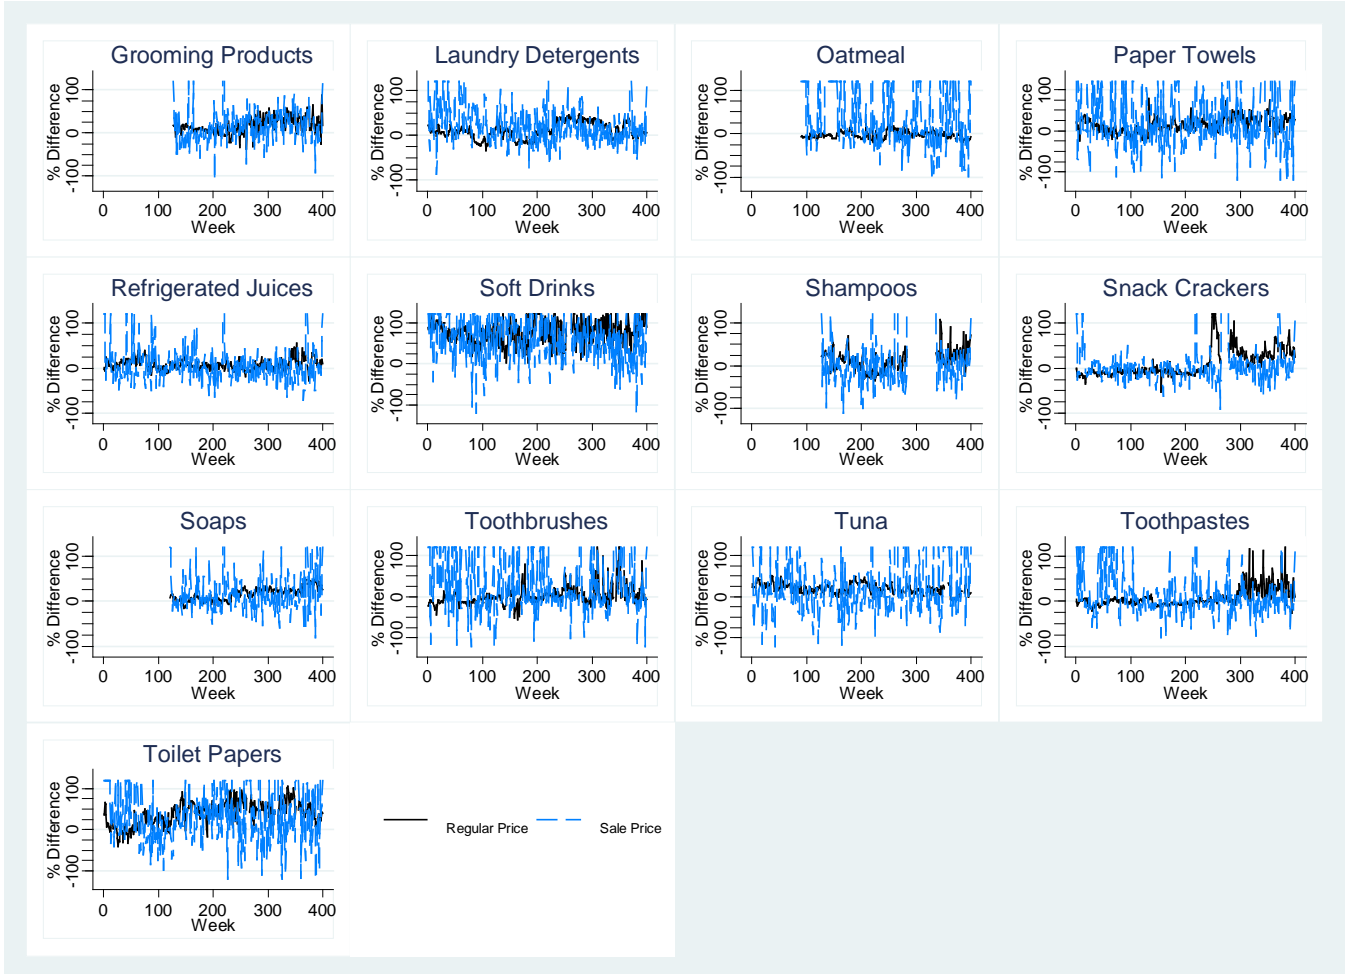 Grooming Products
% Difference
-100 0 100
0 100 200 300 400
Week
Laundry Detergents
% Difference
-100 0 100
0 100 200 300 400
Week
Oatmeal
% Difference
-100 0 100
0 100 200 300 400
Week
Paper Towels
% Difference
-100 0 100
0 100 200 300 400
Week
Refrigerated Juices
% Difference
-100 0 100
0 100 200 300 400
Week
Soft Drinks
% Difference
-100 0 100
0 100 200 300 400
Week
Shampoos
% Difference
-100 0 100
0 100 200 300 400
Week
Snack Crackers
% Difference
-100 0 100
0 100 200 300 400
Week
Soaps
% Difference
-100 0 100
0 100 200 300 400
Week
Toothbrushes
% Difference
-100 0 100
0 100 200 300 400
Week
Tuna
% Difference
-100 0 100
0 100 200 300 400
Week
Toothpastes
% Difference
-100 0 100
0 100 200 300 400
Week
Toilet Papers
% Difference
-100 0 100
0 100 200 300 400
Week
Regular Price Sale Price